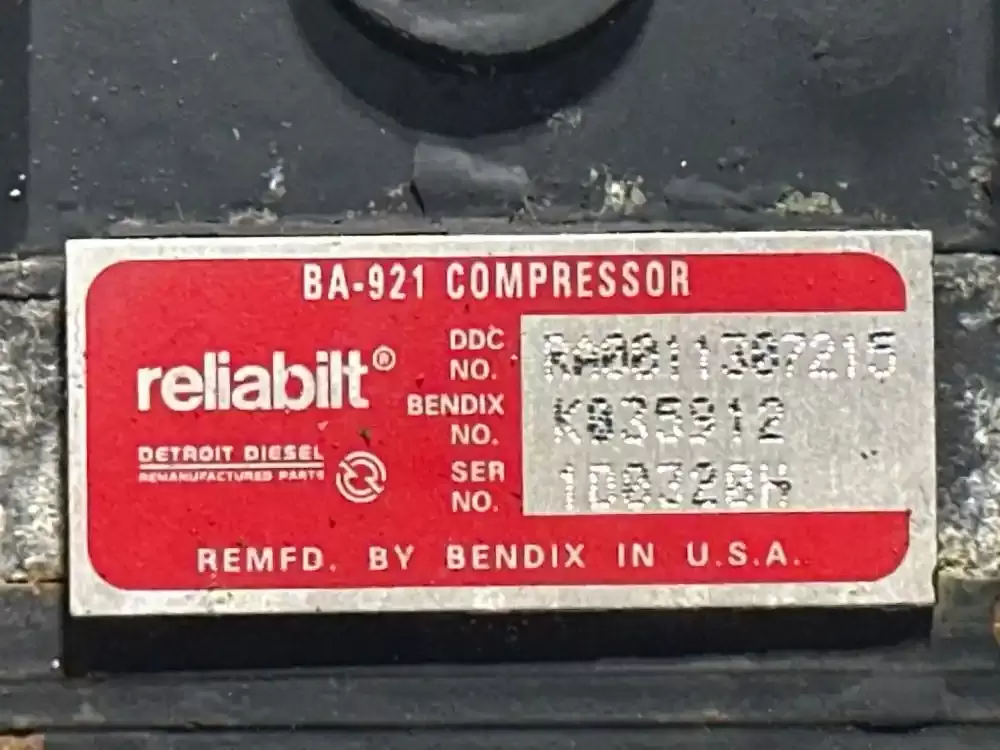 BA-921 COMPRESSOR
reliabilt®
DETROIT DIESEL
REMANUFACTURED PARTS
DDC NO. RA0011307215
BENDIX NO. K035912
SER NO.
REMFD. BY BENDIX IN U.S.A.